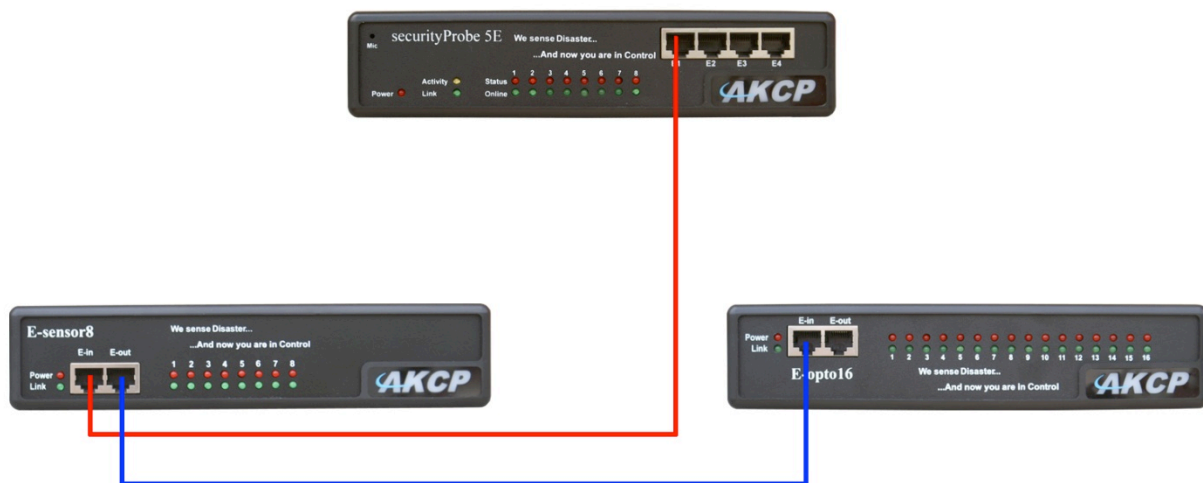 securityProbe 5E
We sense Disaster...
...And now you are in Control
Mic
E1 E2 E3 E4
1 2 3 4 5 6 7 8
Activity Status
Power Link Online
AKCP
E-sensor8
We sense Disaster...
...And now you are in Control
E-in E-out
1 2 3 4 5 6 7 8
Power
Link
AKCP
E-in E-out
Power
Link
1 2 3 4 5 6 7 8 9 10 11 12 13 14 15 16
E-opto16
We sense Disaster...
...And now you are in Control
AKCP